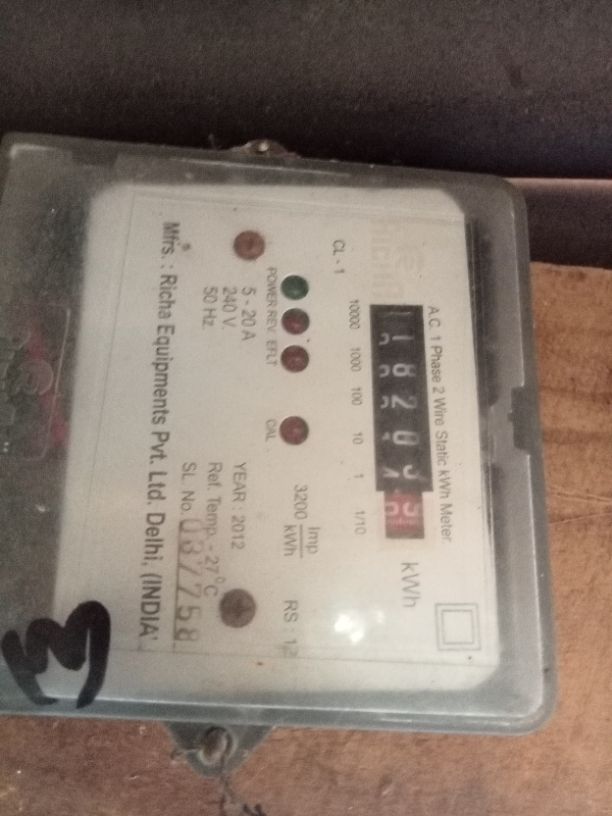 A.C. 1 Phase 2 Wire Static kWh Meter
kWh
10000 1000 100 10 1 1/10
CL - 1
3200 imp/kWh
RS : 12
POWER REV. EFLT
CAL
5 - 20 A
240 V
50 Hz.
YEAR : 2012
Ref. Temp. - 27°C
SL. No.
Mfrs. : Richa Equipments Pvt. Ltd. Delhi, (INDIA)